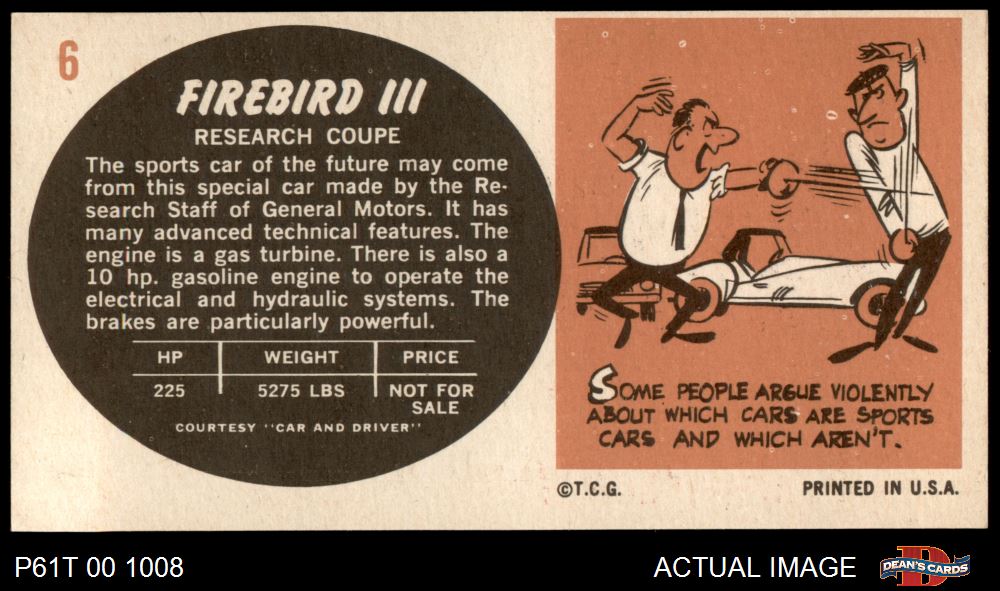 6
FIREBIRD III
RESEARCH COUPE
The sports car of the future may come
from this special car made by the Re-
search Staff of General Motors. It has
many advanced technical features. The
engine is a gas turbine. There is also a
10 hp. gasoline engine to operate the
electrical and hydraulic systems. The
brakes are particularly powerful.
HP WEIGHT PRICE
225 5275 LBS NOT FOR
SALE
COURTESY "CAR AND DRIVER"
SOME PEOPLE ARGUE VIOLENTLY
ABOUT WHICH CARS ARE SPORTS
CARS AND WHICH AREN'T.
©T.C.G. PRINTED IN U.S.A.
P61T 00 1008 ACTUAL IMAGE D DEAN'S CARDS